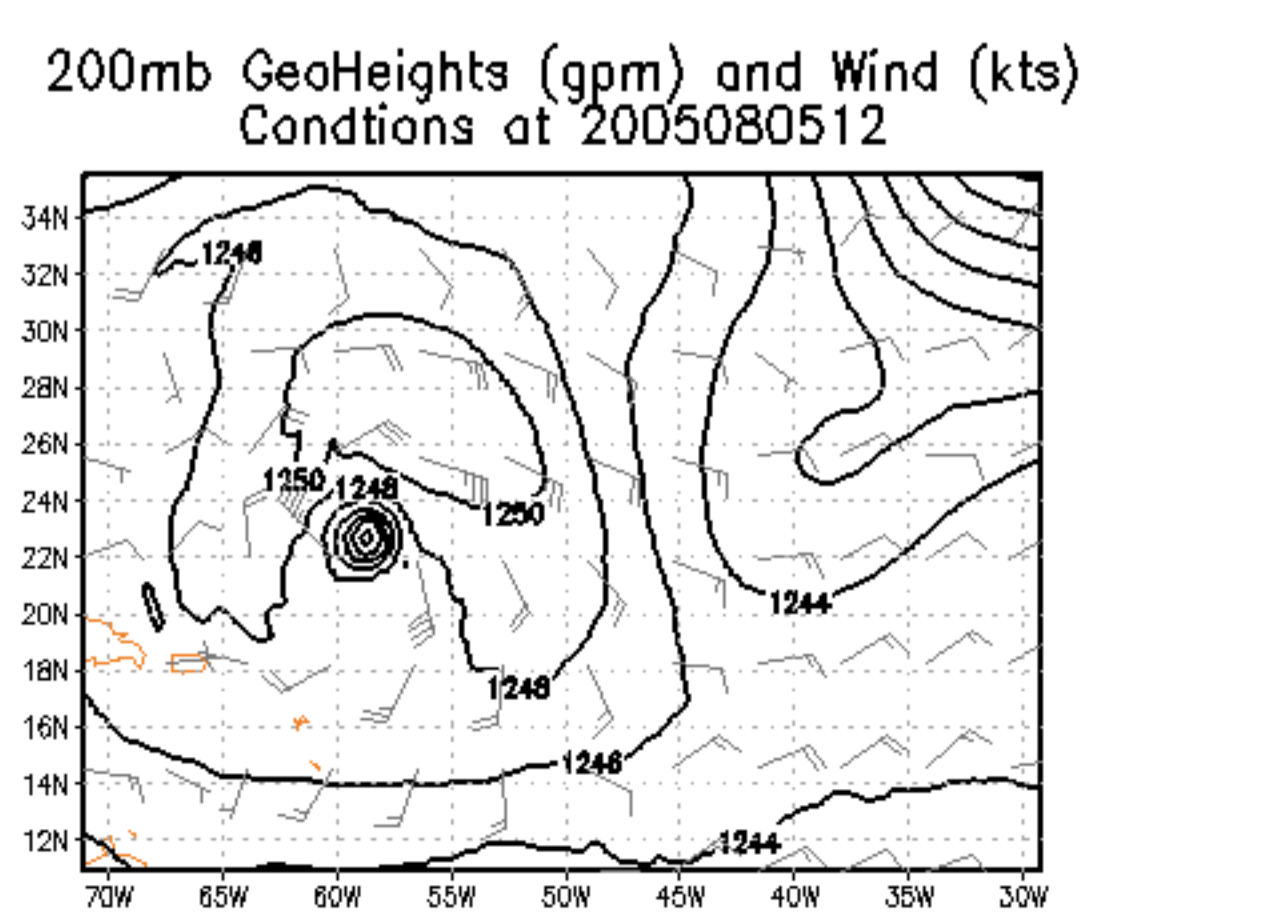 200mb GeoHeights (gpm) and Wind (kts)
Condtions at 2005080512
34N
1248
32N
30N
28N
26N
1250 1248
24N
1250
22N
20N
1244
18N
1248
16N
1246
14N
1244
12N
70W 65W 60W 55W 50W 45W 40W 35W 30W